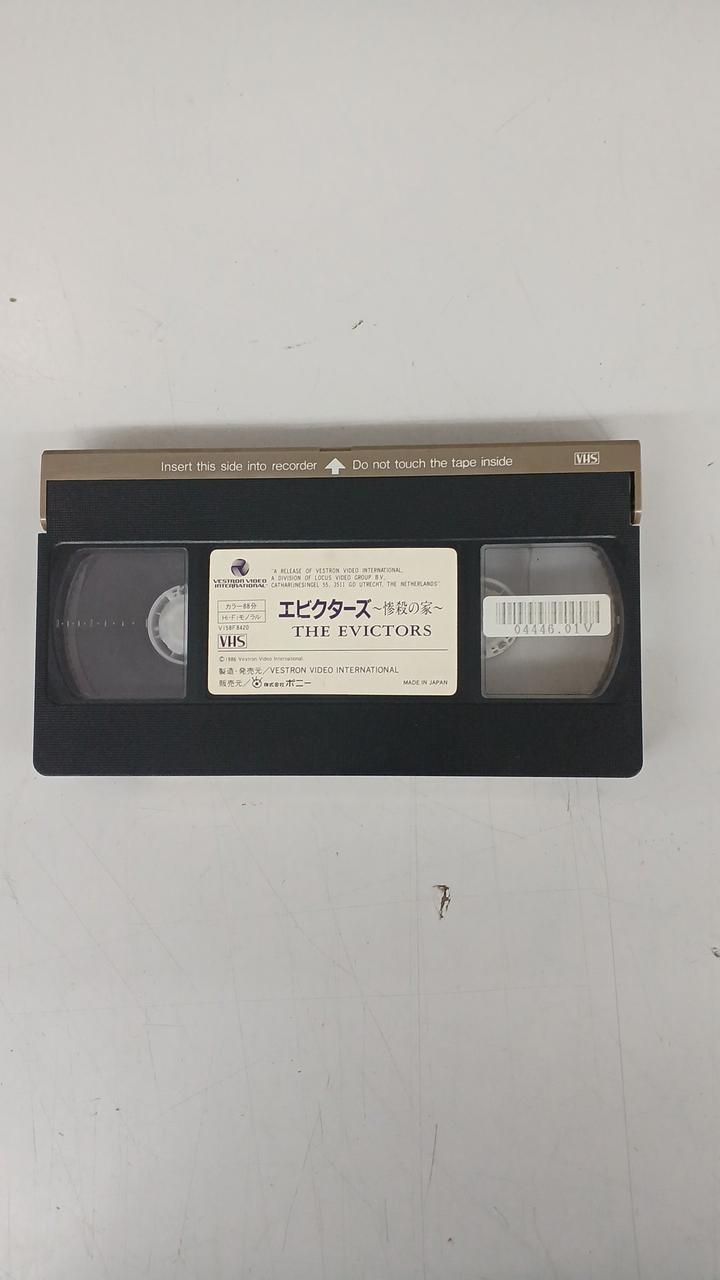 Insert this side into recorder Do not touch the tape inside VHS
VESTRON VIDEO
INTERNATIONAL
"A RELEASE OF VESTRON VIDEO INTERNATIONAL,
A DIVISION OF LOCUS VIDEO GROUP B.V.,
CATHARIJNESINGEL 55, 3511 GD UTRECHT, THE NETHERLANDS"
カラー88分
Hi-Fiモノラル
V158F8420
VHS
エビクターズ〜惨殺の家〜
THE EVICTORS
©1986 Vestron Video International.
製造・発売元/VESTRON VIDEO INTERNATIONAL
販売元/株式会社ポニー
MADE IN JAPAN
04446.01V